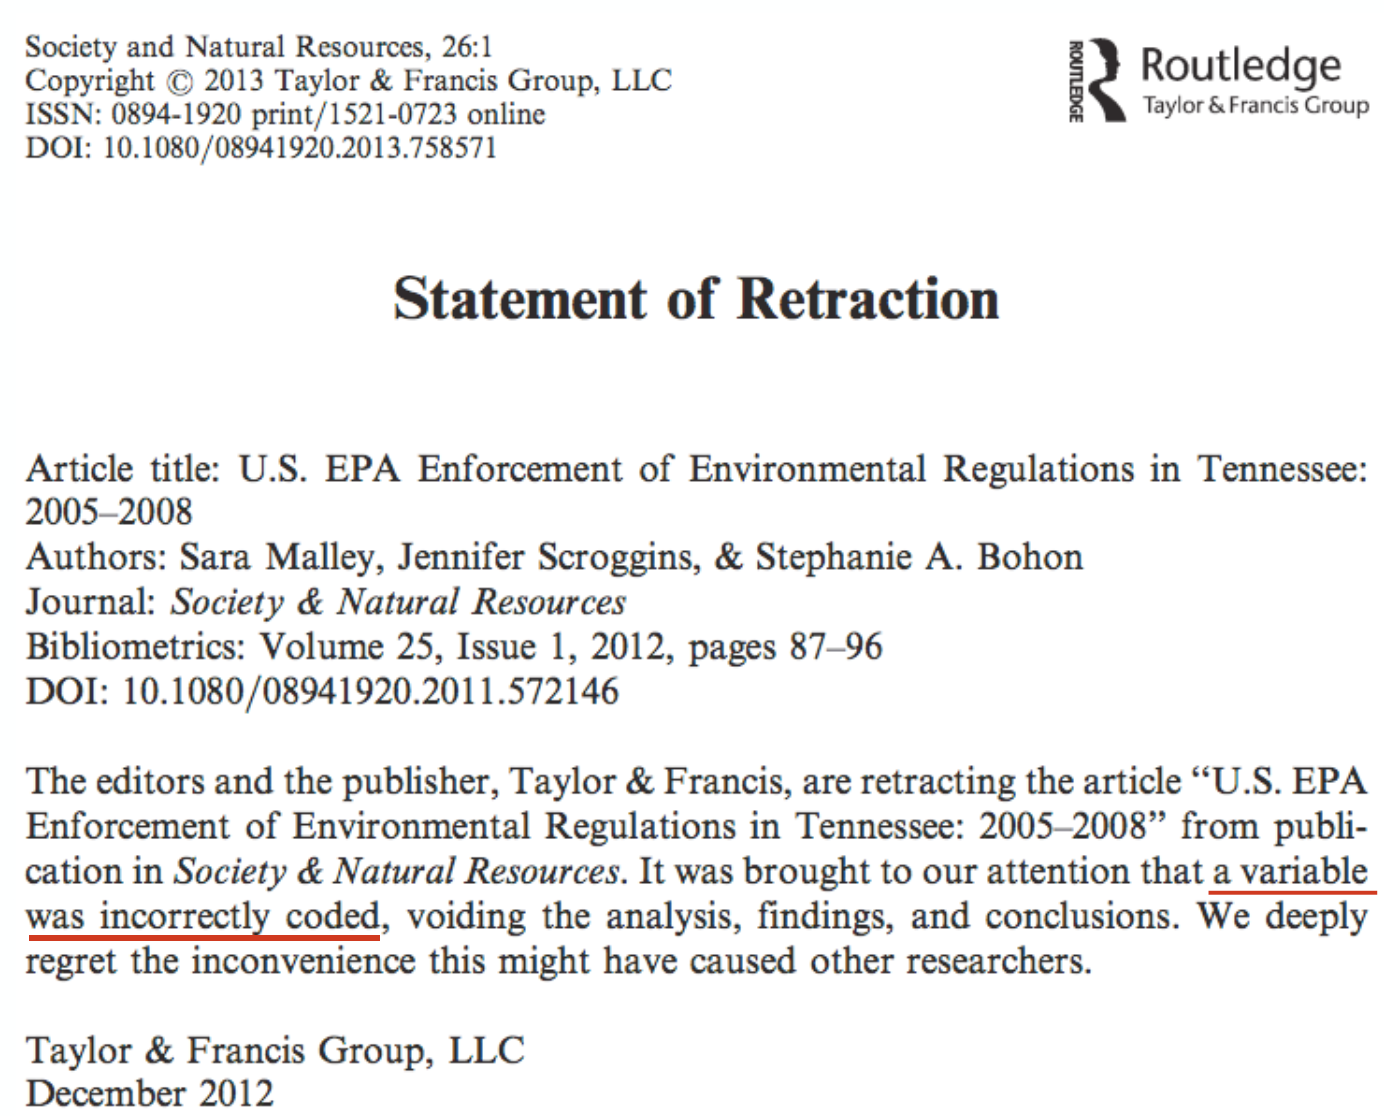 Society and Natural Resources, 26:1
Copyright © 2013 Taylor & Francis Group, LLC
ISSN: 0894-1920 print/1521-0723 online
DOI: 10.1080/08941920.2013.758571
ROUTLEDGE
Routledge
Taylor & Francis Group
Statement of Retraction
Article title: U.S. EPA Enforcement of Environmental Regulations in Tennessee:
2005–2008
Authors: Sara Malley, Jennifer Scroggins, & Stephanie A. Bohon
Journal: Society & Natural Resources
Bibliometrics: Volume 25, Issue 1, 2012, pages 87–96
DOI: 10.1080/08941920.2011.572146
The editors and the publisher, Taylor & Francis, are retracting the article “U.S. EPA
Enforcement of Environmental Regulations in Tennessee: 2005–2008” from publi-
cation in Society & Natural Resources. It was brought to our attention that a variable
was incorrectly coded, voiding the analysis, findings, and conclusions. We deeply
regret the inconvenience this might have caused other researchers.
Taylor & Francis Group, LLC
December 2012